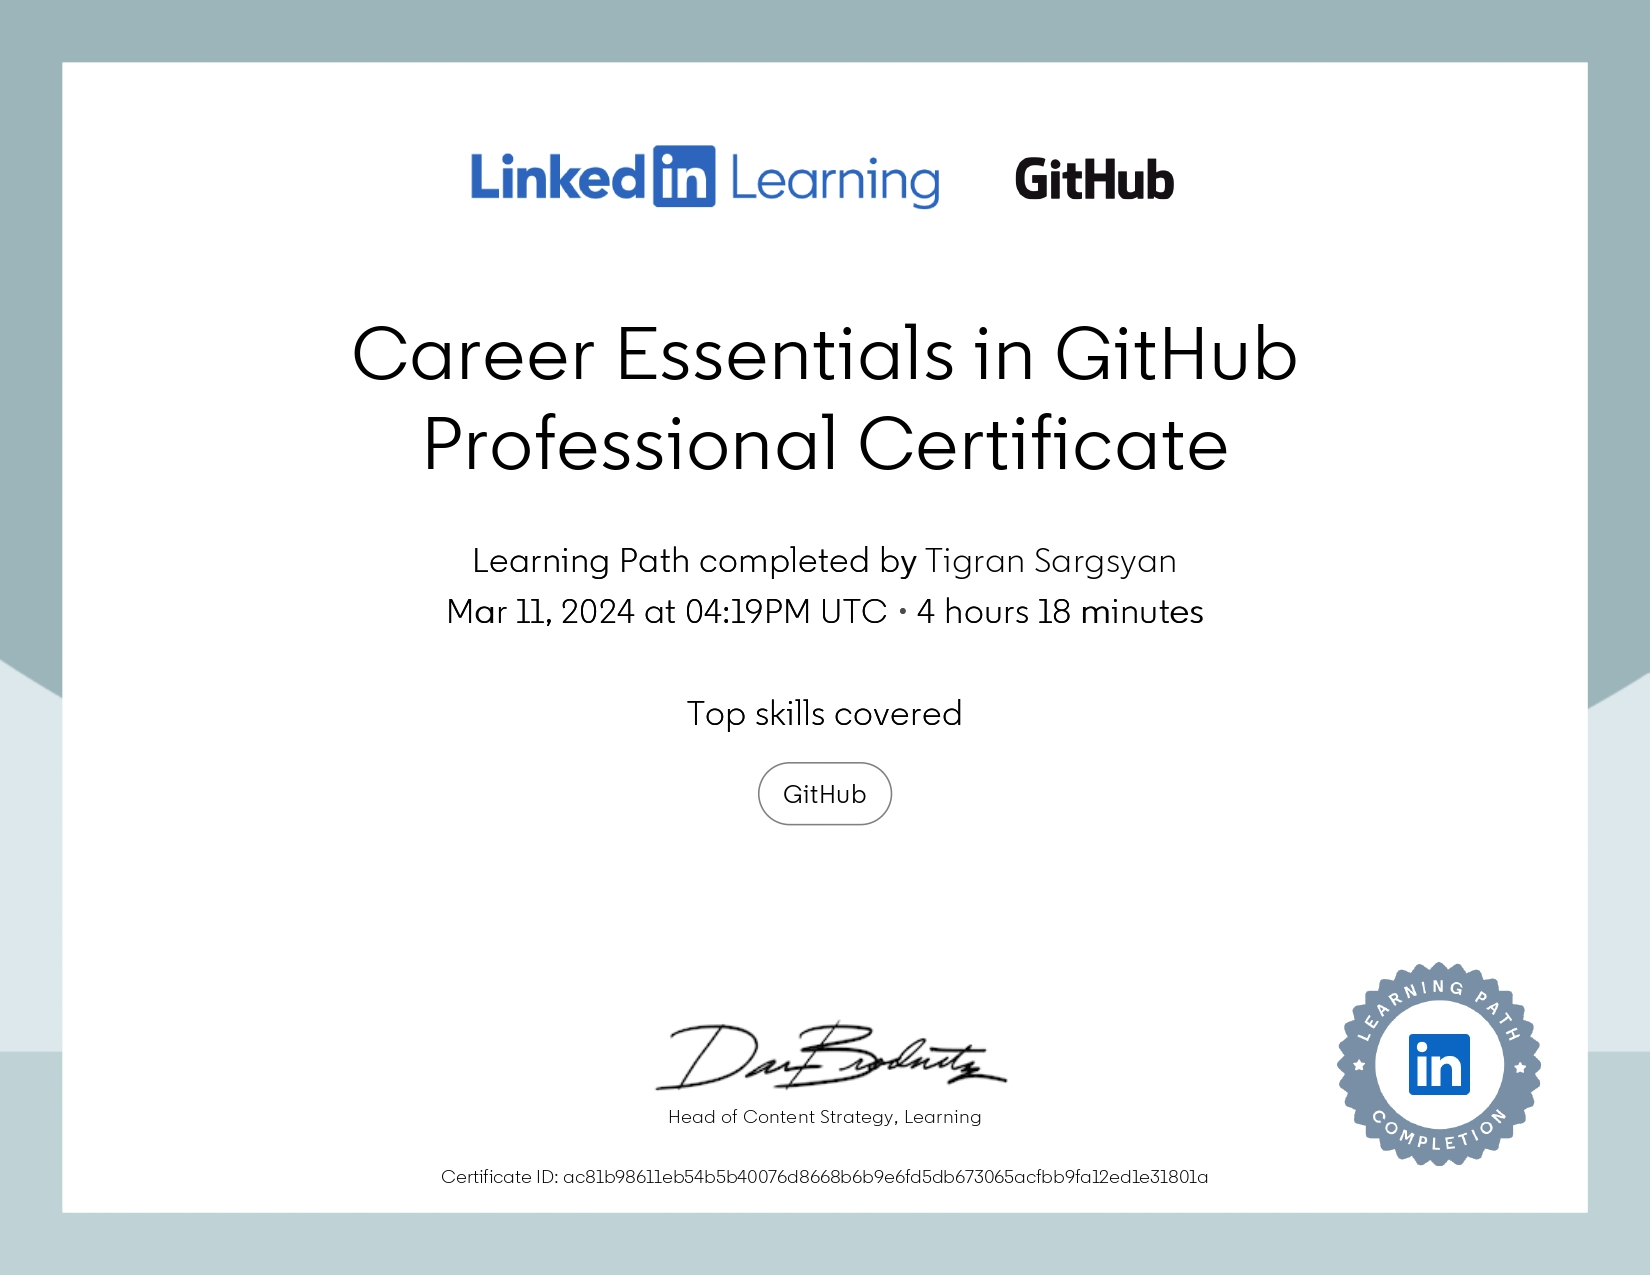 LinkedIn Learning GitHub
Career Essentials in GitHub
Professional Certificate
Learning Path completed by Tigran Sargsyan
Mar 11, 2024 at 04:19PM UTC • 4 hours 18 minutes
Top skills covered
GitHub
Dan Brodnitz
Head of Content Strategy, Learning
LEARNING PATH
in
COMPLETION
Certificate ID: ac81b98611eb54b5b40076d8668b6b9e6fd5db673065acfbb9fa12ed1e31801a